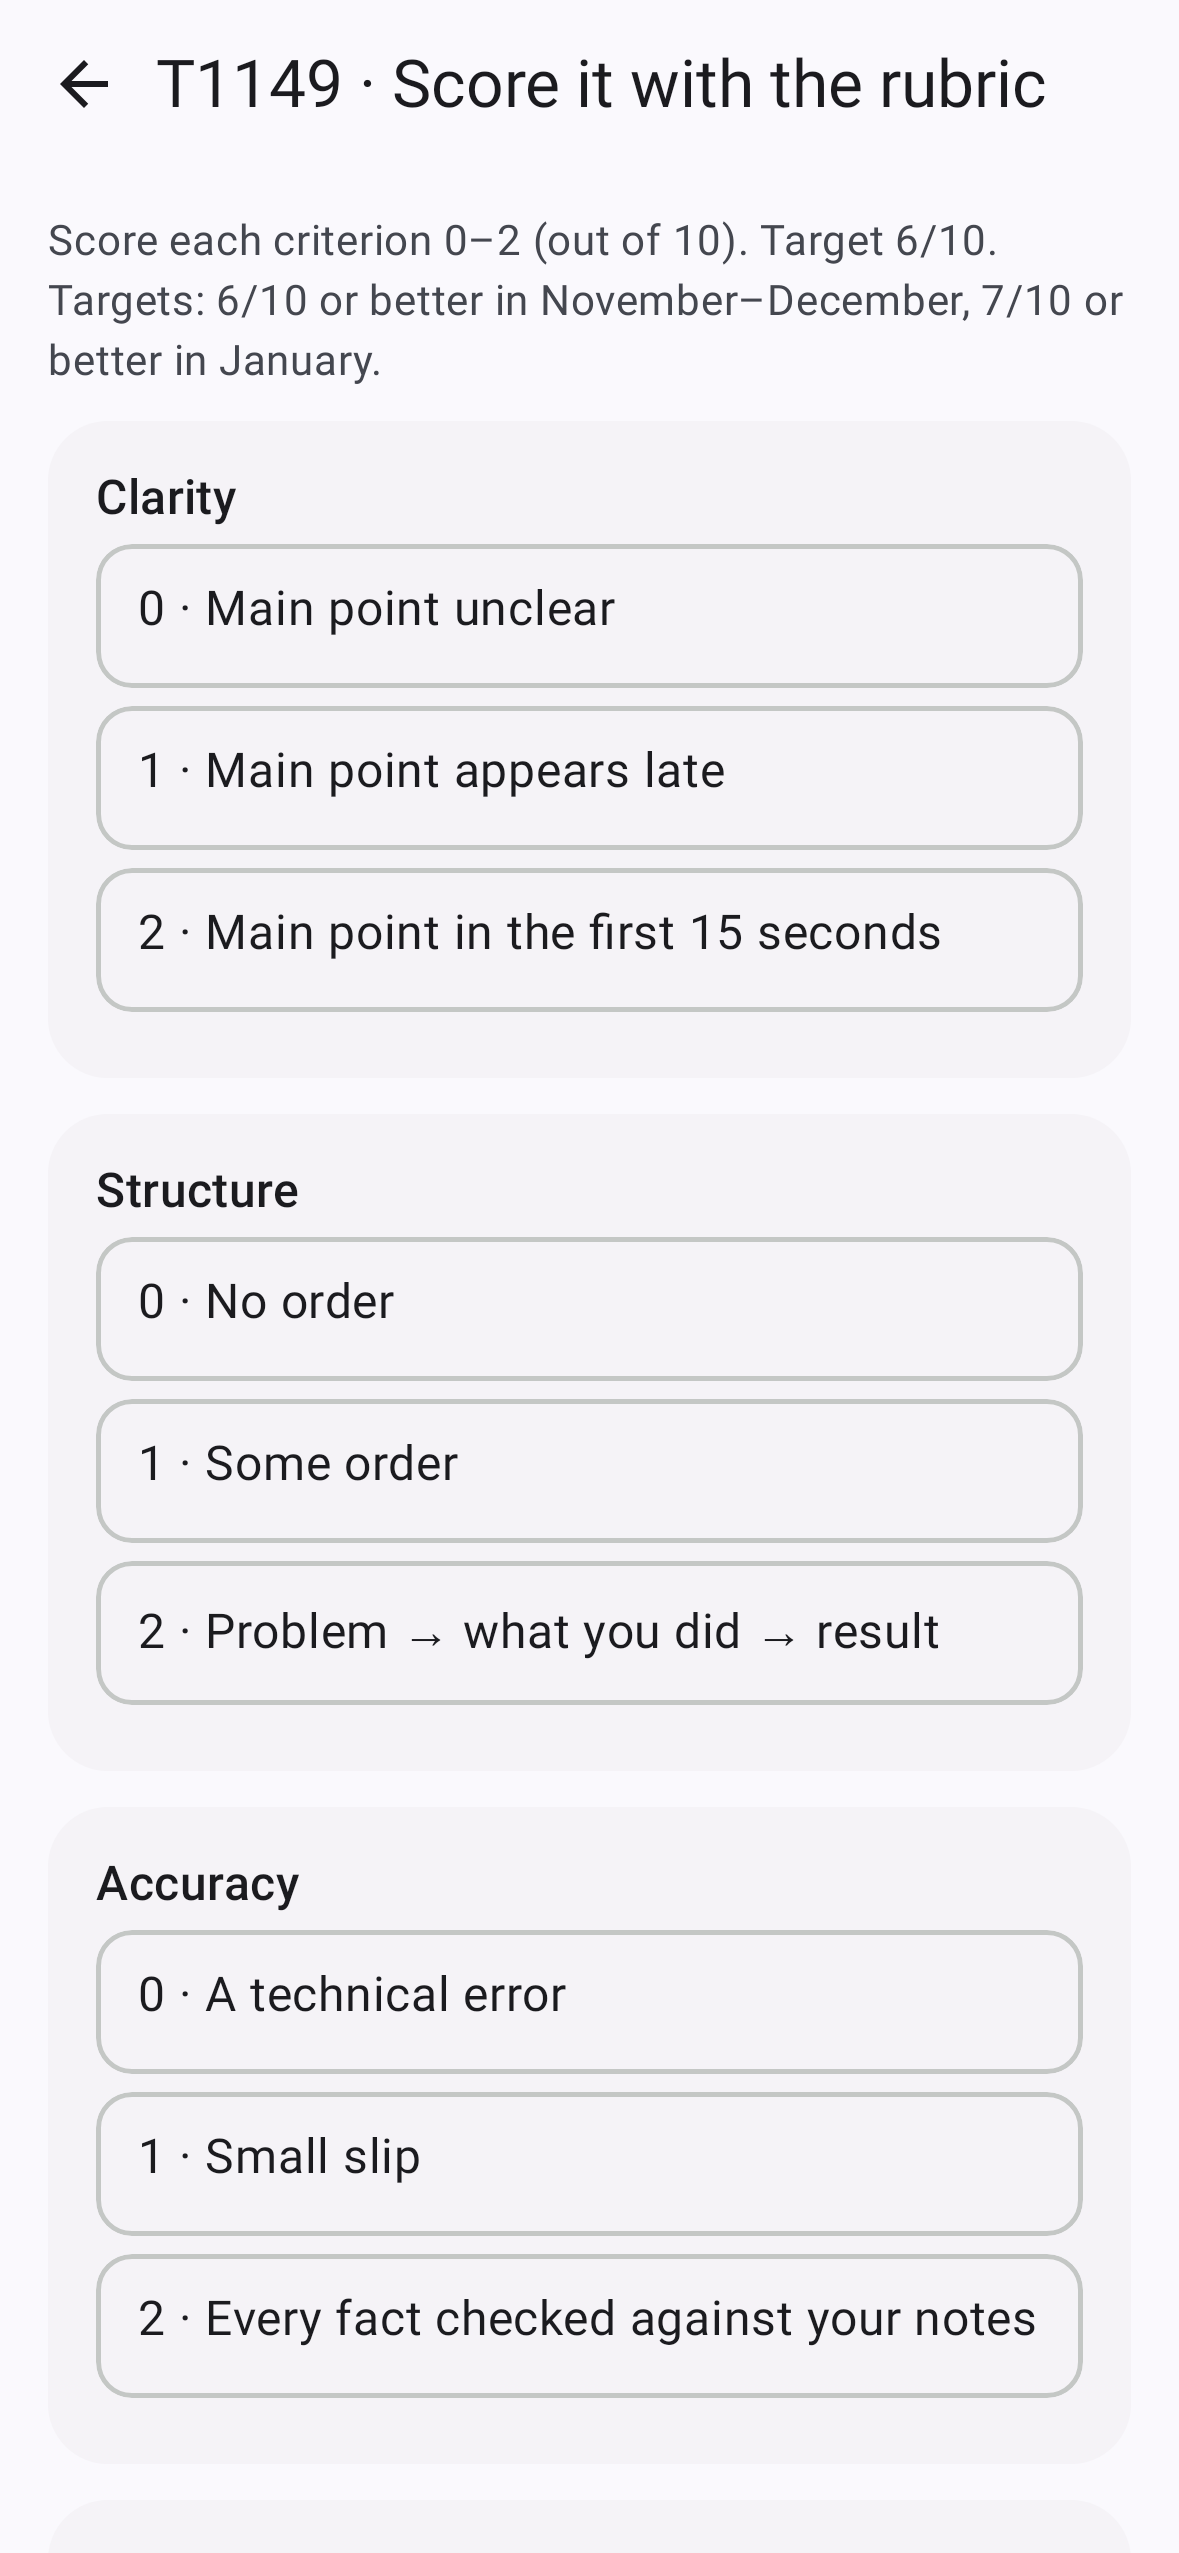 T1149 · Score it with the rubric
Score each criterion 0–2 (out of 10). Target 6/10.
Targets: 6/10 or better in November–December, 7/10 or
better in January.
Clarity
0 · Main point unclear
1 · Main point appears late
2 · Main point in the first 15 seconds
Structure
0 · No order
1 · Some order
2 · Problem → what you did → result
Accuracy
0 · A technical error
1 · Small slip
2 · Every fact checked against your notes